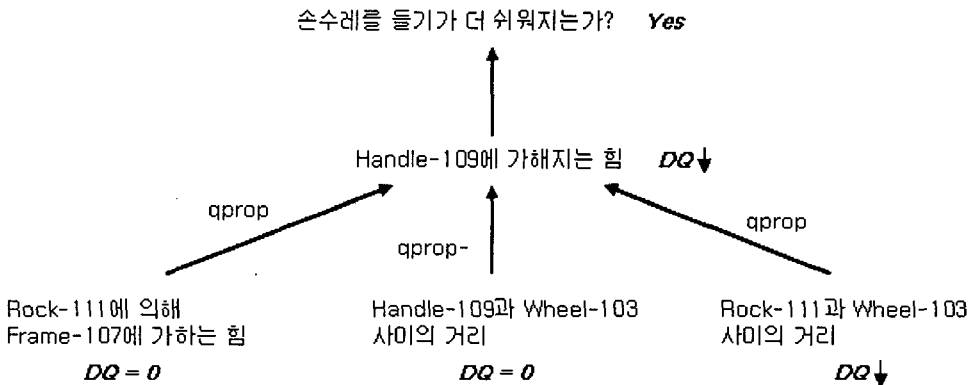 손수레를 들기가 더 쉬워지는가? Yes
Handle-109에 가해지는 힘 DQ↓
qprop
qprop-
qprop
Rock-111에 의해
Frame-107에 가하는 힘
DQ = 0
Handle-109과 Wheel-103
사이의 거리
DQ = 0
Rock-111과 Wheel-103
사이의 거리
DQ↓